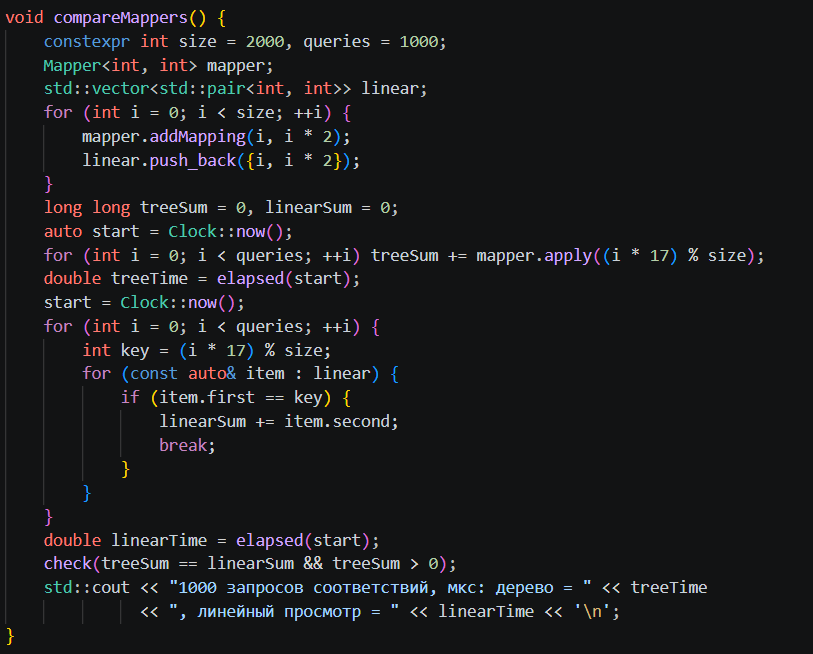 void compareMappers() {
    constexpr int size = 2000, queries = 1000;
    Mapper<int, int> mapper;
    std::vector<std::pair<int, int>> linear;
    for (int i = 0; i < size; ++i) {
        mapper.addMapping(i, i * 2);
        linear.push_back({i, i * 2});
    }
    long long treeSum = 0, linearSum = 0;
    auto start = Clock::now();
    for (int i = 0; i < queries; ++i) treeSum += mapper.apply((i * 17) % size);
    double treeTime = elapsed(start);
    start = Clock::now();
    for (int i = 0; i < queries; ++i) {
        int key = (i * 17) % size;
        for (const auto& item : linear) {
            if (item.first == key) {
                linearSum += item.second;
                break;
            }
        }
    }
    double linearTime = elapsed(start);
    check(treeSum == linearSum && treeSum > 0);
    std::cout << "1000 запросов соответствий, мкс: дерево = " << treeTime
              << ", линейный просмотр = " << linearTime << '\n';
}